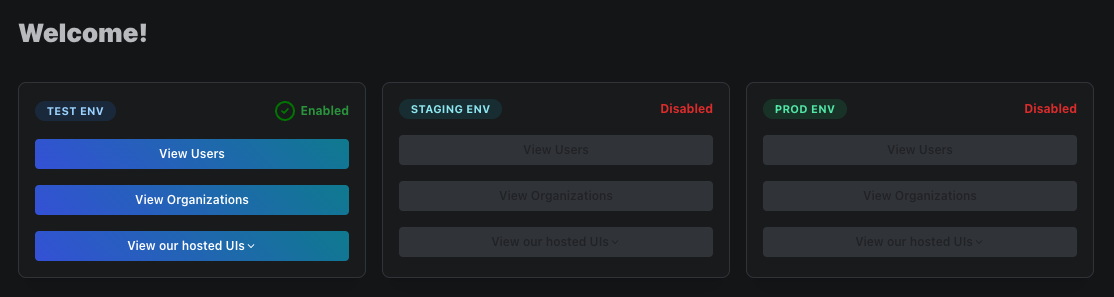 Welcome!
TEST ENV
Enabled
View Users
View Organizations
View our hosted UIs
STAGING ENV
Disabled
View Users
View Organizations
View our hosted UIs
PROD ENV
Disabled
View Users
View Organizations
View our hosted UIs